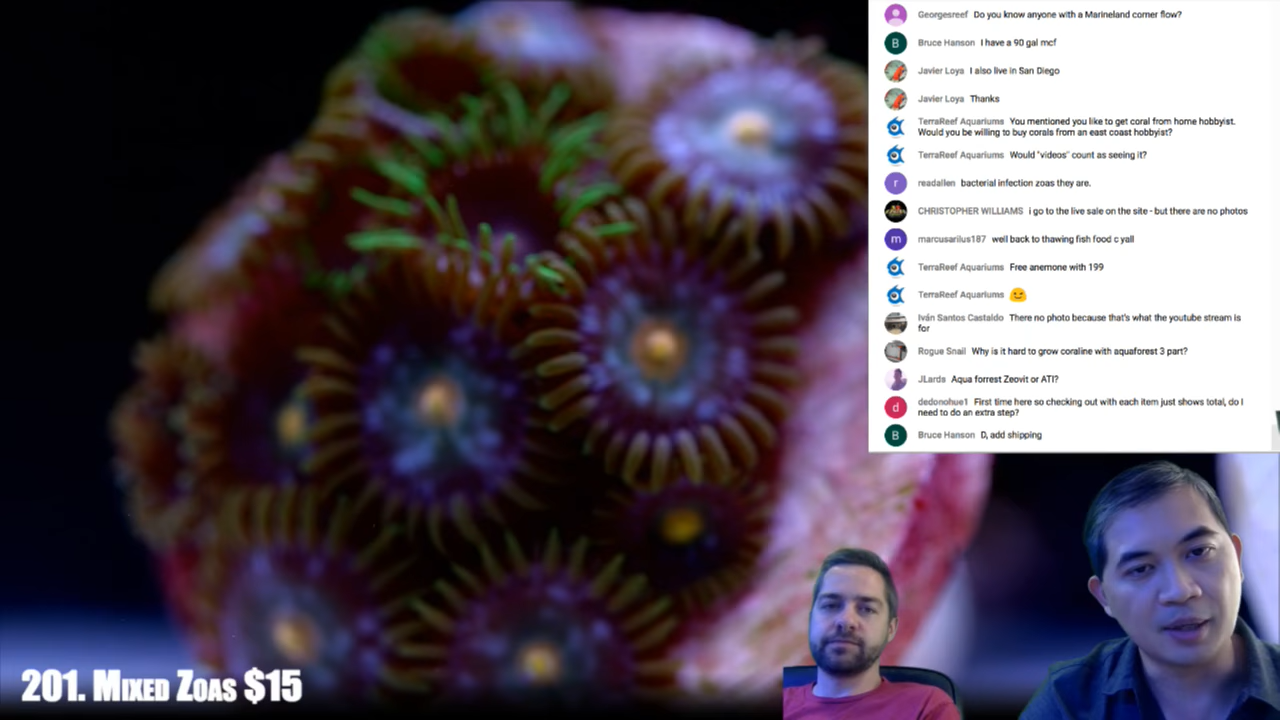 Georgesreef Do you know anyone with a Marineland corner flow?
B Bruce Hanson I have a 90 gal mcf
Javier Loya I also live in San Diego
Javier Loya Thanks
TerraReef Aquariums You mentioned you like to get coral from home hobbyist.
Would you be willing to buy corals from an east coast hobbyist?
TerraReef Aquariums Would "videos" count as seeing it?
r readallen bacterial infection zoas they are.
CHRISTOPHER WILLIAMS i go to the live sale on the site - but there are no photos
m marcusarilus187 well back to thawing fish food c yall
TerraReef Aquariums Free anemone with 199
TerraReef Aquariums 😉
Iván Santos Castaldo There no photo because that's what the youtube stream is
for
Rogue Snail Why is it hard to grow coraline with aquaforest 3 part?
JLards Aqua forrest Zeovit or ATI?
d dedonohue1 First time here so checking out with each item just shows total, do I
need to do an extra step?
B Bruce Hanson D, add shipping
201. Mixed Zoas $15